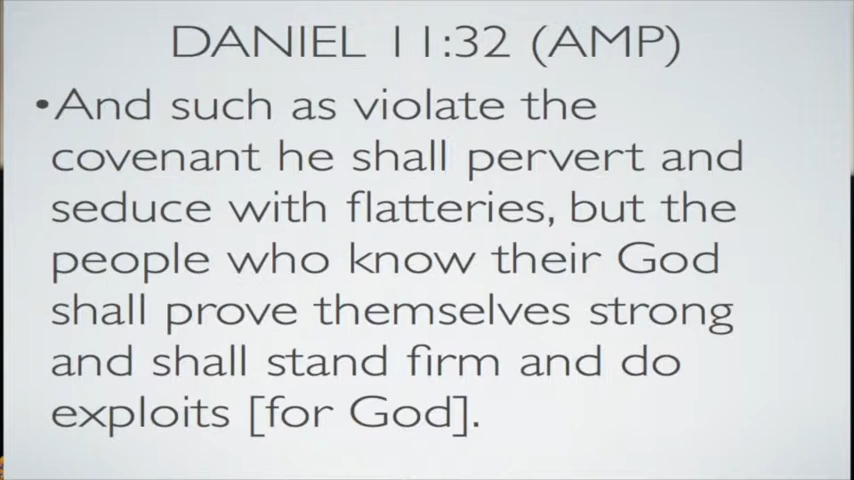 DANIEL 11:32 (AMP)
•And such as violate the
covenant he shall pervert and
seduce with flatteries, but the
people who know their God
shall prove themselves strong
and shall stand firm and do
exploits [for God].